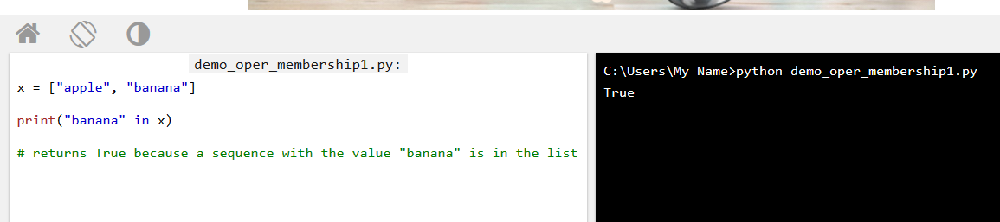 demo_oper_membership1.py:
x = ["apple", "banana"]
print("banana" in x)
# returns True because a sequence with the value "banana" is in the list
C:\Users\My Name>python demo_oper_membership1.py
True